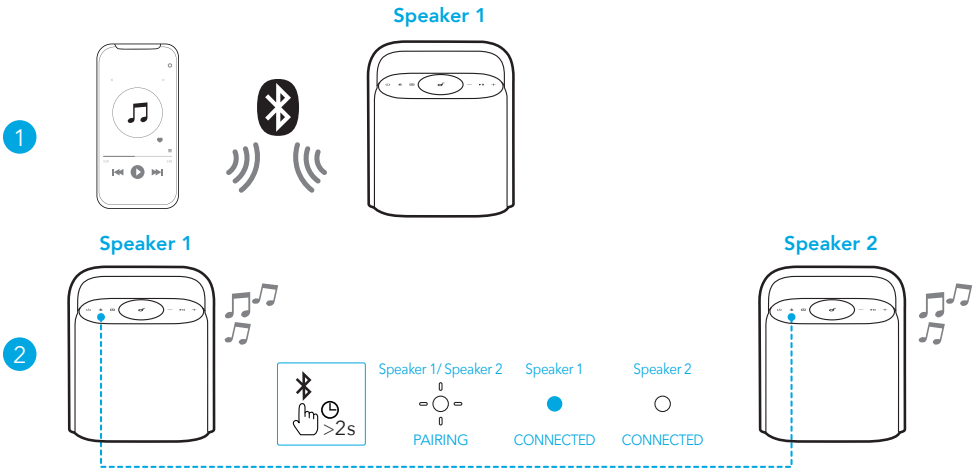 Speaker 1
1
Speaker 1
Speaker 2
2
Speaker 1/ Speaker 2
Speaker 1
Speaker 2
>2s
PAIRING
CONNECTED
CONNECTED